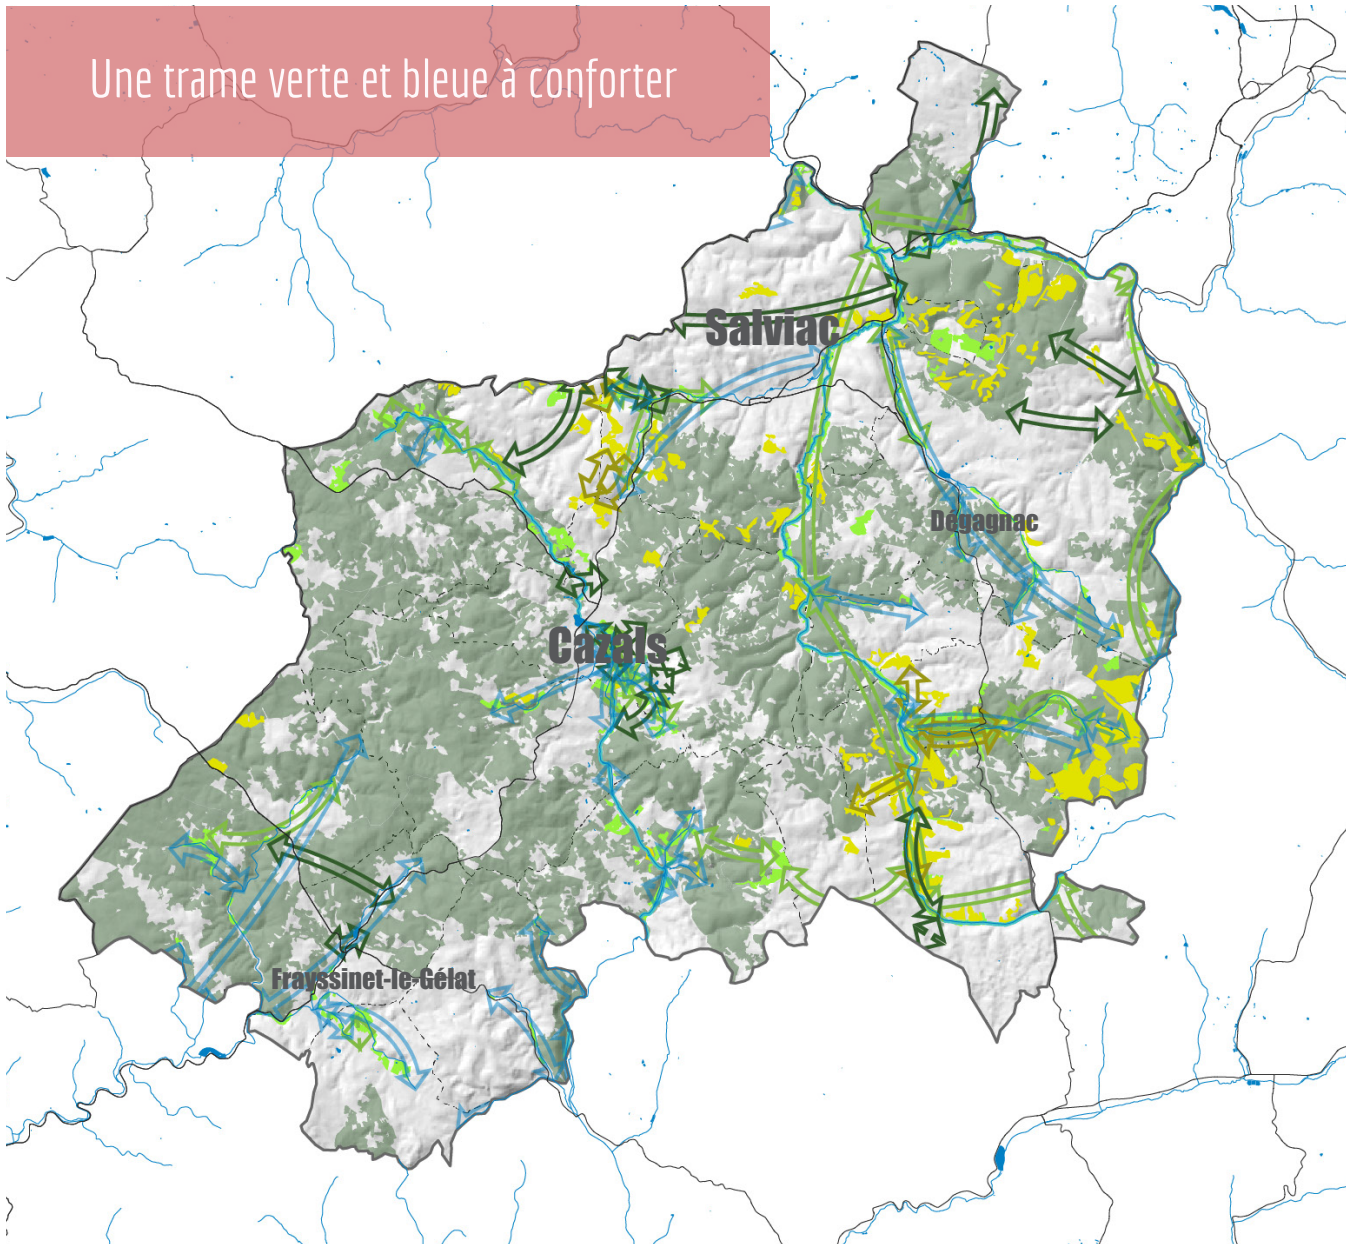 Une trame verte et bleue à conforter
Salviac
Dégagnac
Cazals
Frayssinet-le-Gélat